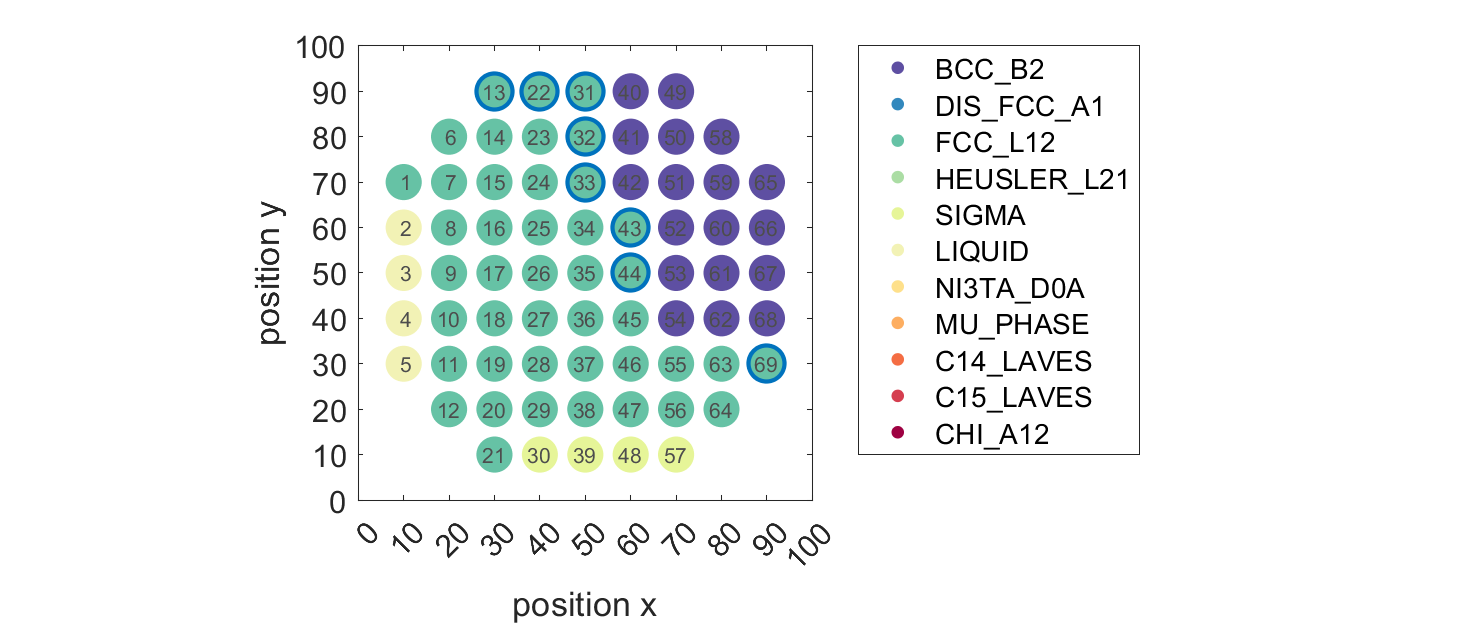 100
90
80
70
60
50
40
30
20
10
0
position y
13 22 31 40 49
6 14 23 32 41 50 58
1 7 15 24 33 42 51 59 65
2 8 16 25 34 43 52 60 66
3 9 17 26 35 44 53 61 67
4 10 18 27 36 45 54 62 68
5 11 19 28 37 46 55 63 69
12 20 29 38 47 56 64
21 30 39 48 57
0 10 20 30 40 50 60 70 80 90 100
position x
BCC_B2
DIS_FCC_A1
FCC_L12
HEUSLER_L21
SIGMA
LIQUID
NI3TA_D0A
MU_PHASE
C14_LAVES
C15_LAVES
CHI_A12